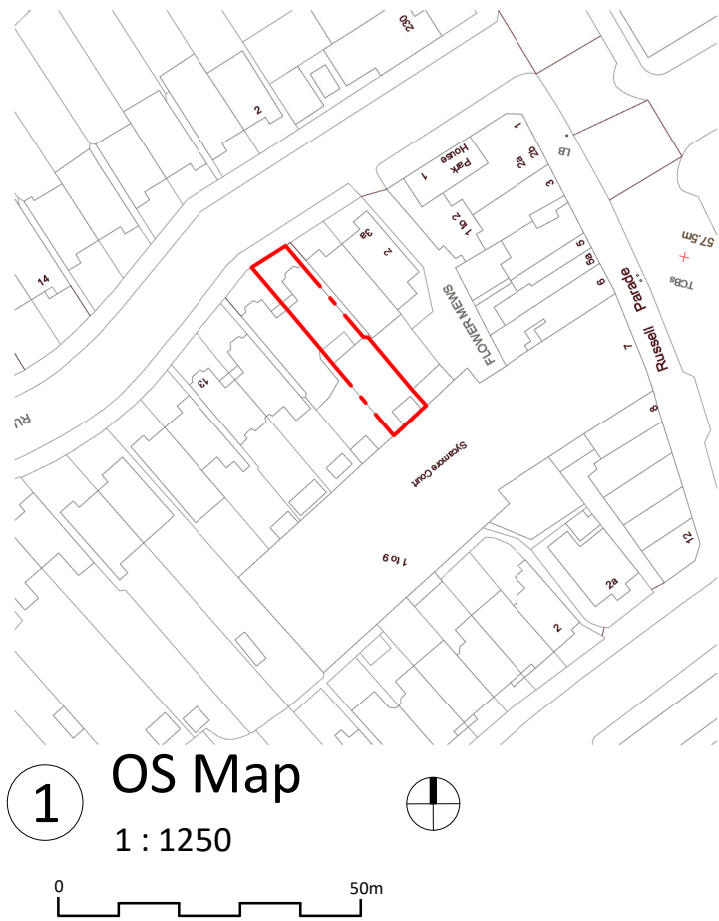 230
2
1
2b
2a
LB
Park
House
1
3
1 to 2
3a
2
57.5m
5
5a
6
TCBs
14
FLOWER MEWS
Russell Parade
7
13
8
RU
Sycamore Court
12
1 to 9
2a
2
1
OS Map
1 : 1250
0
50m